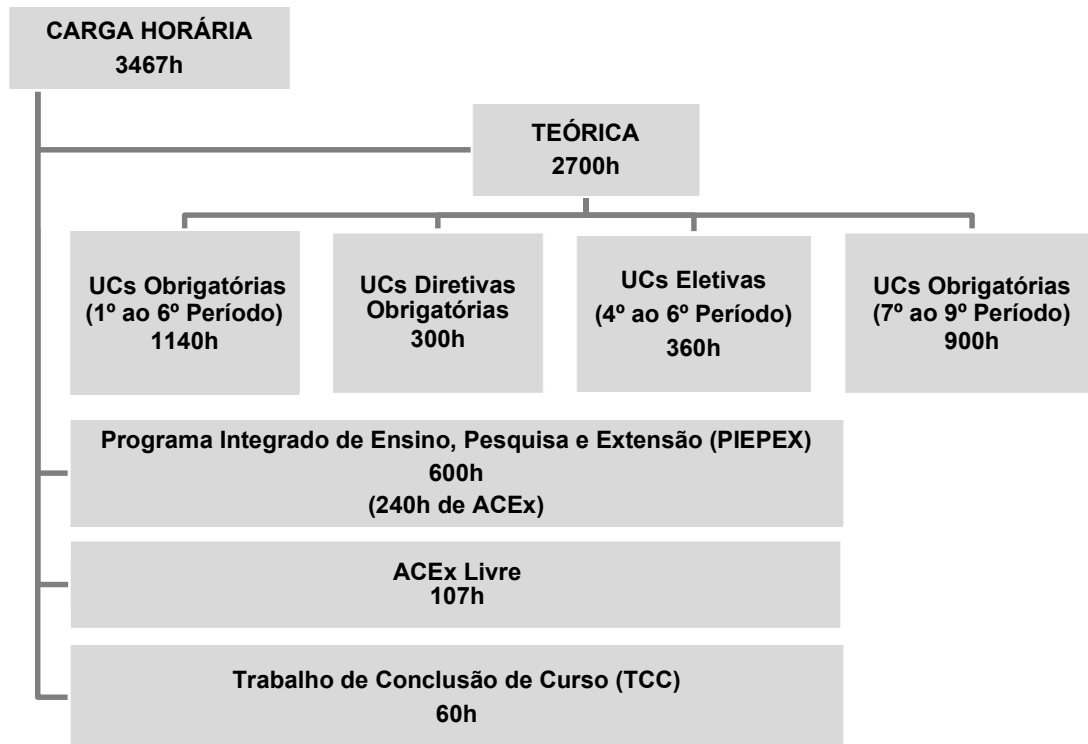 CARGA HORÁRIA
3467h
TEÓRICA
2700h
UCs Obrigatórias
(1º ao 6º Período)
1140h
UCs Diretivas
Obrigatórias
300h
UCs Eletivas
(4º ao 6º Período)
360h
UCs Obrigatórias
(7º ao 9º Período)
900h
Programa Integrado de Ensino, Pesquisa e Extensão (PIEPEX)
600h
(240h de ACEx)
ACEx Livre
107h
Trabalho de Conclusão de Curso (TCC)
60h